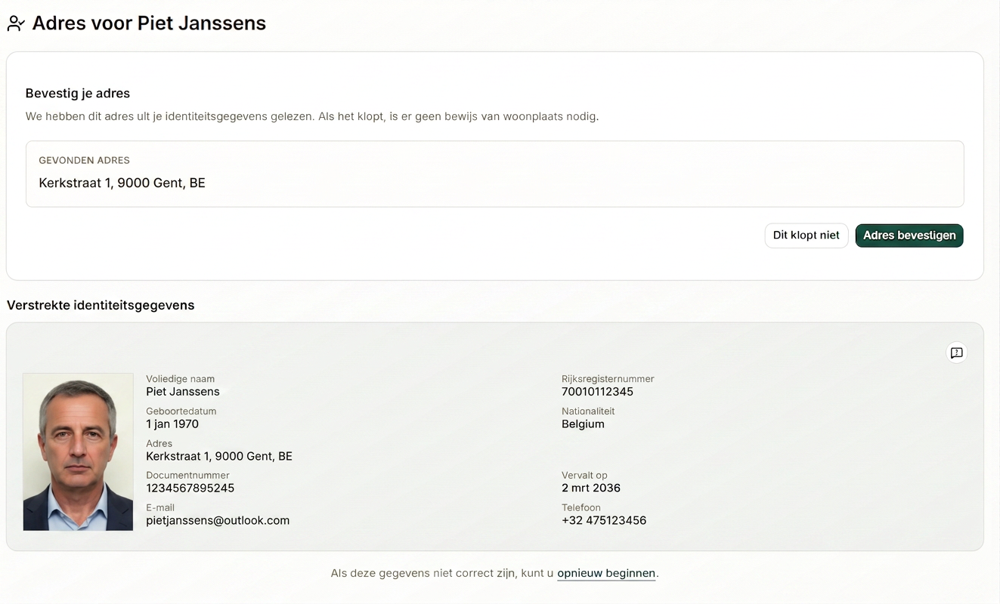 Adres voor Piet Janssens
Bevestig je adres
We hebben dit adres ult je identiteitsgegevens gelezen. Als het klopt, is er geen bewijs van woonplaats nodig.
GEVONDEN ADRES
Kerkstraat 1, 9000 Gent, BE
Dit klopt niet
Adres bevestigen
Verstrekte identiteitsgegevens
Voliedige naam
Piet Janssens
Rijksregisternummer
70010112345
Geboortedatum
1 jan 1970
Nationaliteit
Belgium
Adres
Kerkstraat 1, 9000 Gent, BE
Documentnummer
1234567895245
Vervalt op
2 mrt 2036
E-mail
pietjanssens@outlook.com
Telefoon
+32 475123456
Als deze gegevens niet correct zijn, kunt u opnieuw beginnen.